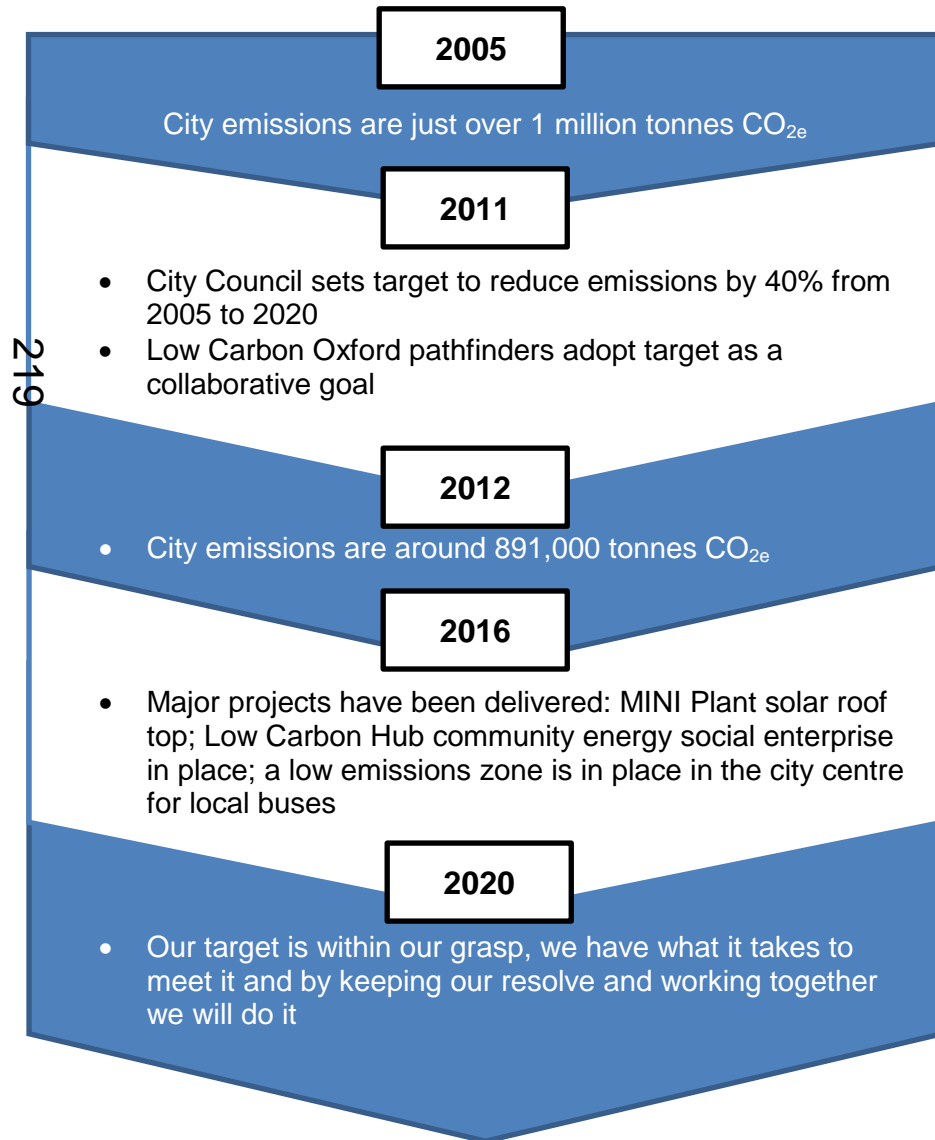 2005
City emissions are just over 1 million tonnes CO2e
2011
• City Council sets target to reduce emissions by 40% from
2005 to 2020
• Low Carbon Oxford pathfinders adopt target as a
collaborative goal
219
2012
• City emissions are around 891,000 tonnes CO2e
2016
• Major projects have been delivered: MINI Plant solar roof
top; Low Carbon Hub community energy social enterprise
in place; a low emissions zone is in place in the city centre
for local buses
2020
• Our target is within our grasp, we have what it takes to
meet it and by keeping our resolve and working together
we will do it